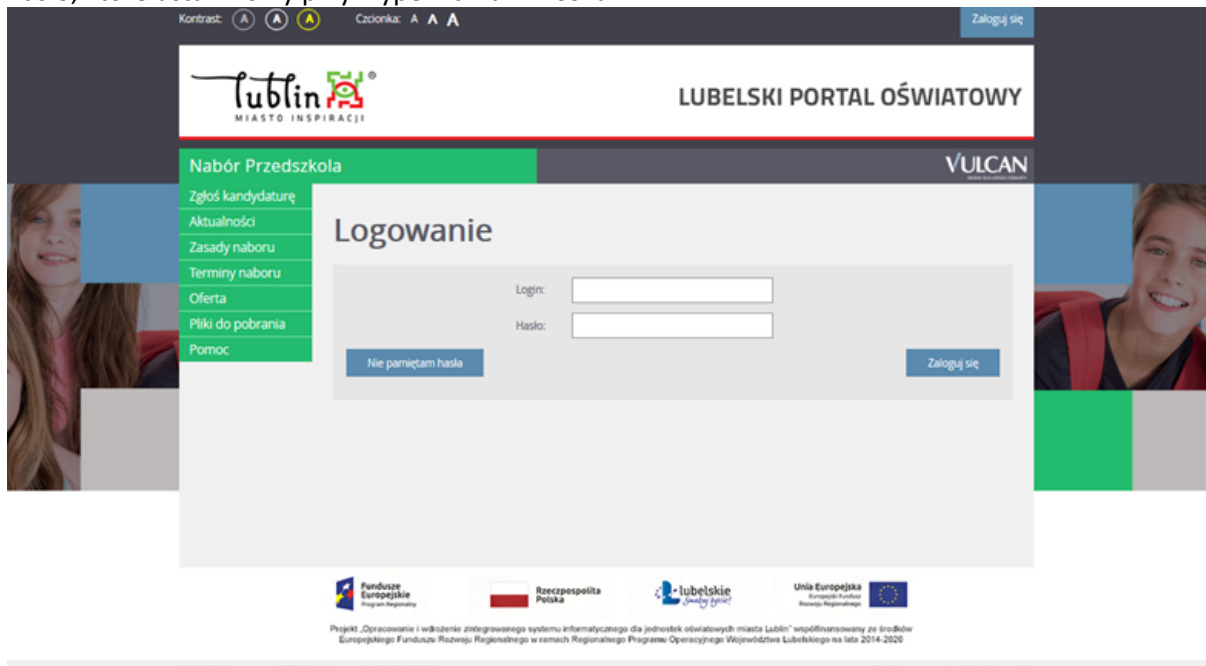 Kontrast: A A A Czcionka: A A A Zaloguj się
lublin ®
MIASTO INSPIRACJI
LUBELSKI PORTAL OŚWIATOWY
Nabór Przedszkola
VULCAN
Zgłoś kandydaturę
Aktualności
Zasady naboru
Terminy naboru
Oferta
Pliki do pobrania
Pomoc
Logowanie
Login:
Hasło:
Nie pamiętam hasła Zaloguj się
Fundusze
Europejskie
Program Regionalny
Rzeczpospolita
Polska
lubelskie
Smakuj życie!
Unia Europejska
Europejski Fundusz
Rozwoju Regionalnego
Projekt „Opracowanie i wdrożenie zintegrowanego systemu informatycznego dla jednostek oświatowych miasta Lublin” współfinansowany ze środków
Europejskiego Funduszu Rozwoju Regionalnego w ramach Regionalnego Programu Operacyjnego Województwa Lubelskiego na lata 2014-2020